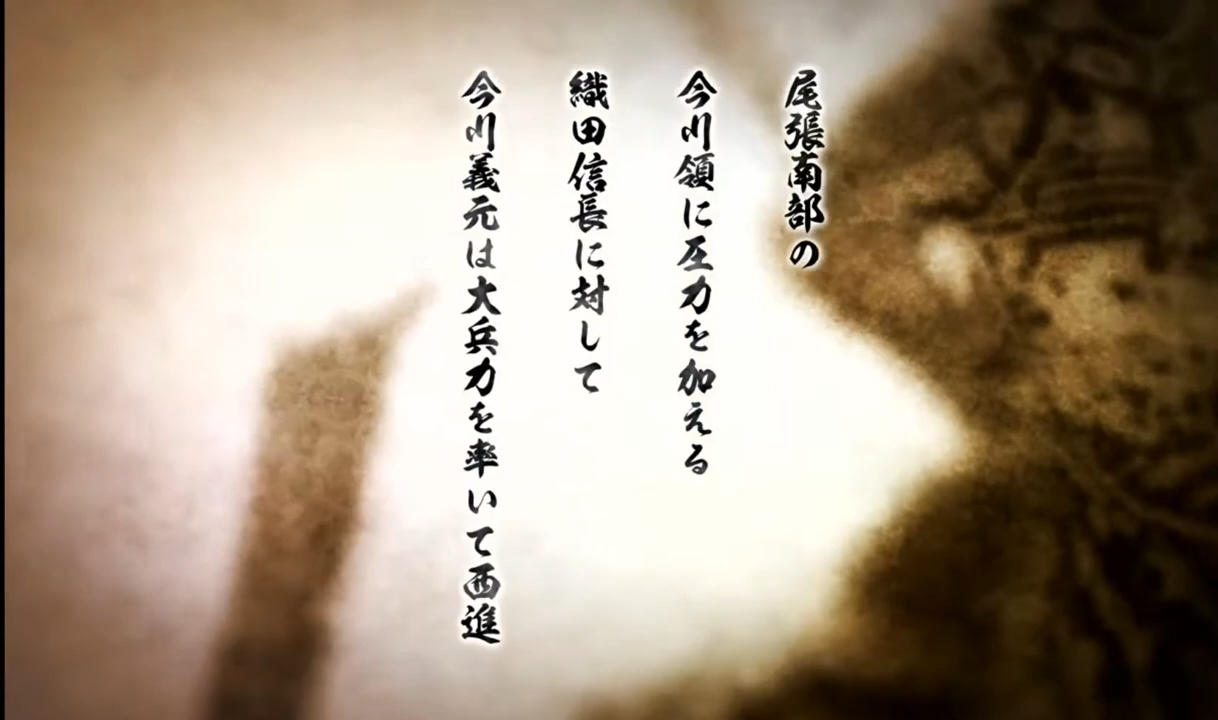 尾張南部の
今川領に圧力を加える
織田信長に対して
今川義元は大兵力を率いて西進